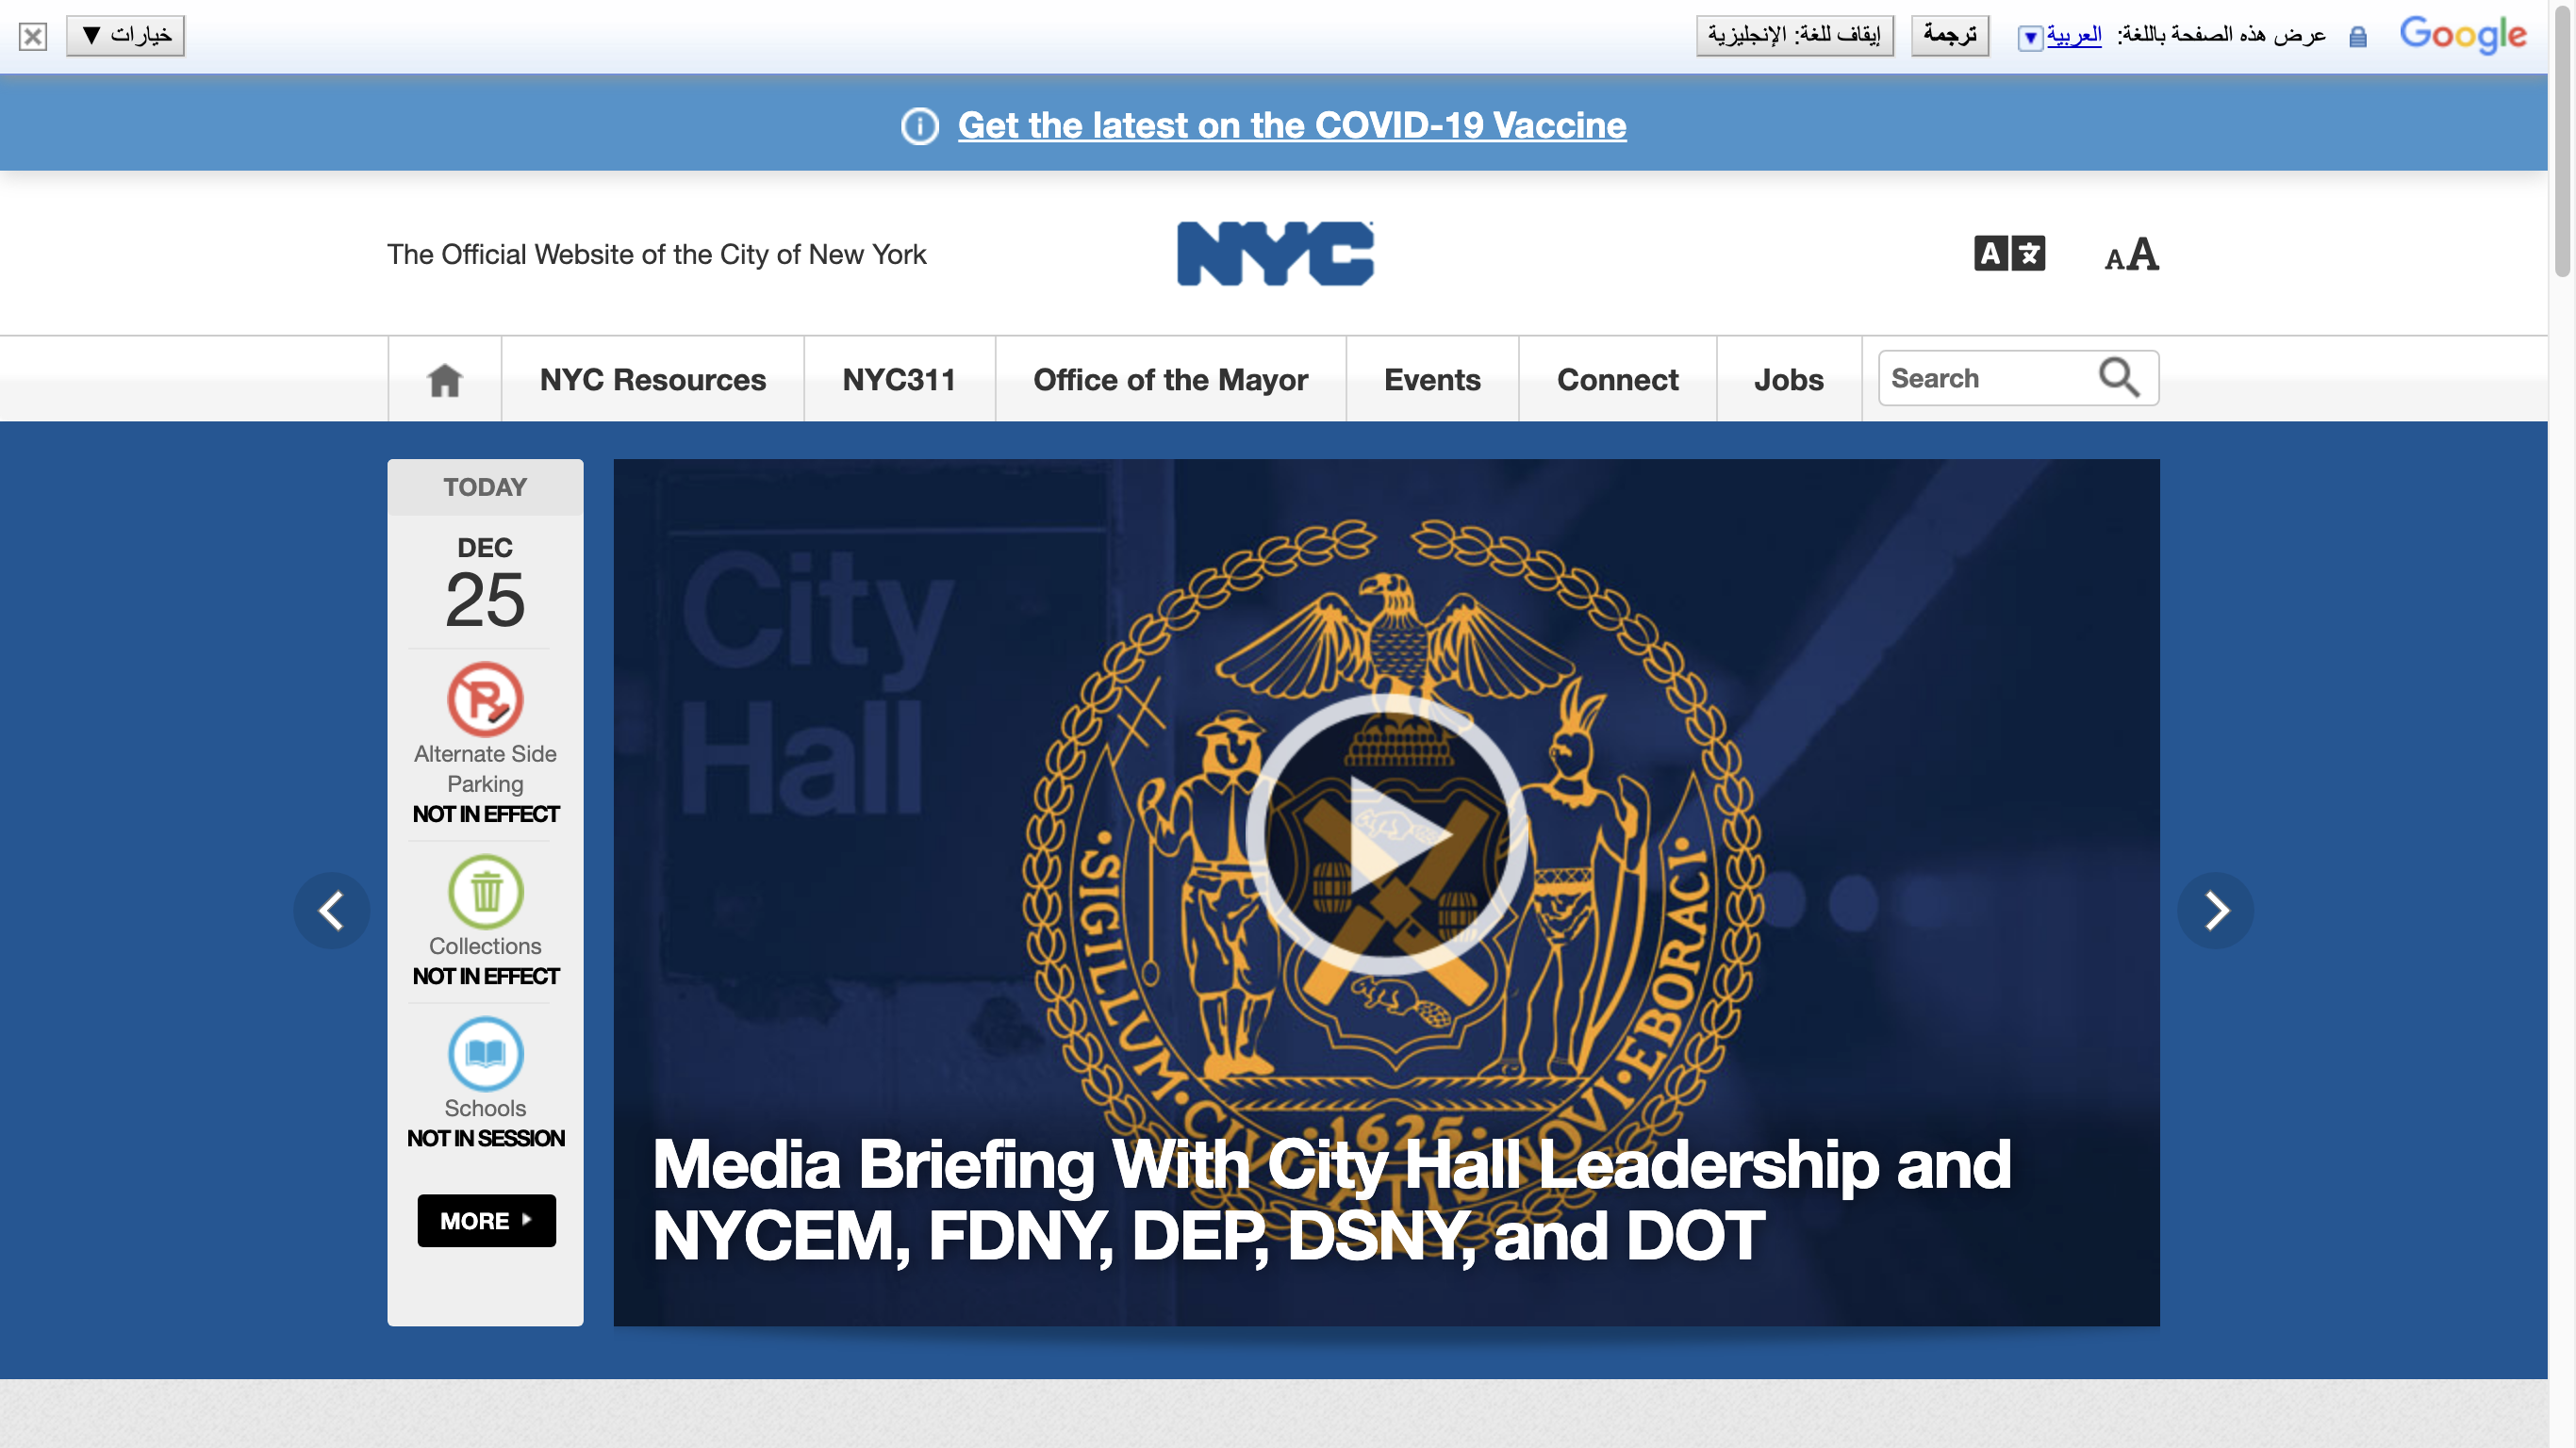 Google
عرض هذه الصفحة باللغة: العربية ▼
ترجمة
إيقاف للغة: الإنجليزية
خيارات ▼
Get the latest on the COVID-19 Vaccine
The Official Website of the City of New York
NYC
A
AA
NYC Resources
NYC311
Office of the Mayor
Events
Connect
Jobs
Search
TODAY
DEC
25
Alternate Side
Parking
NOT IN EFFECT
Collections
NOT IN EFFECT
Schools
NOT IN SESSION
MORE
City
Hall
SIGILLUM·CIVITATIS NOVI·EBORACI
·1625·
Media Briefing With City Hall Leadership and
NYCEM, FDNY, DEP, DSNY, and DOT